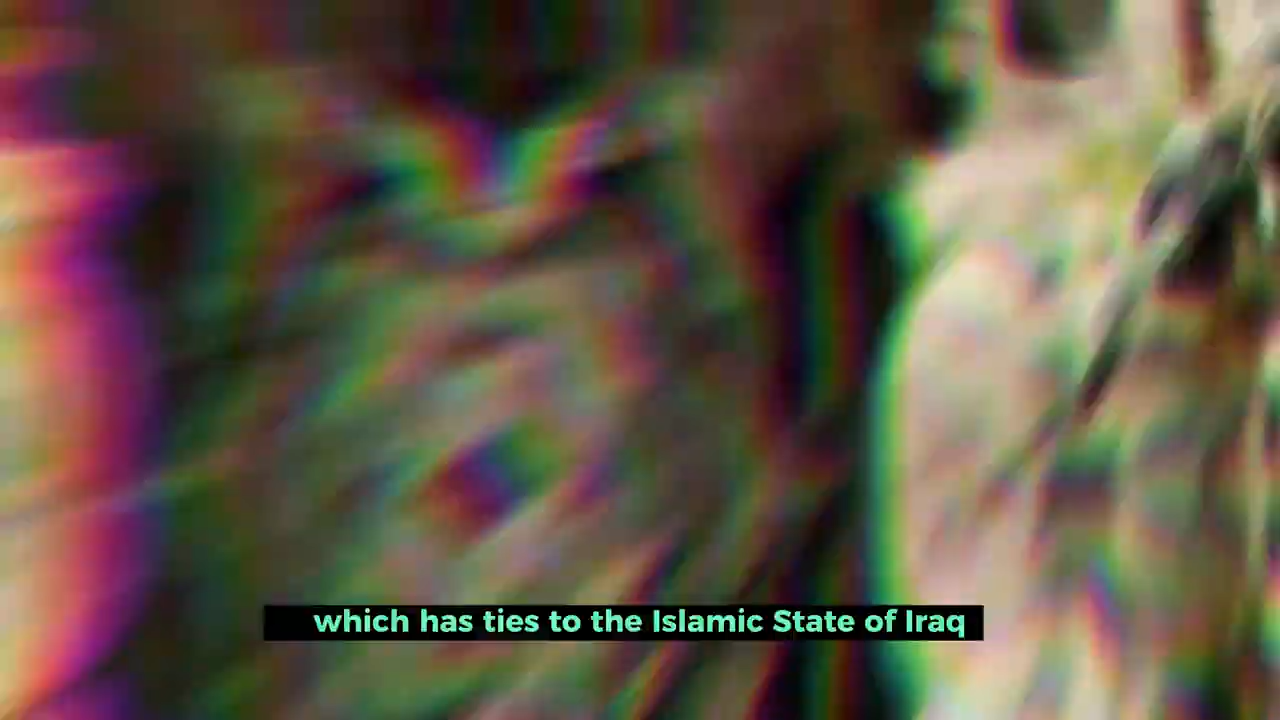 which has ties to the Islamic State of Iraq